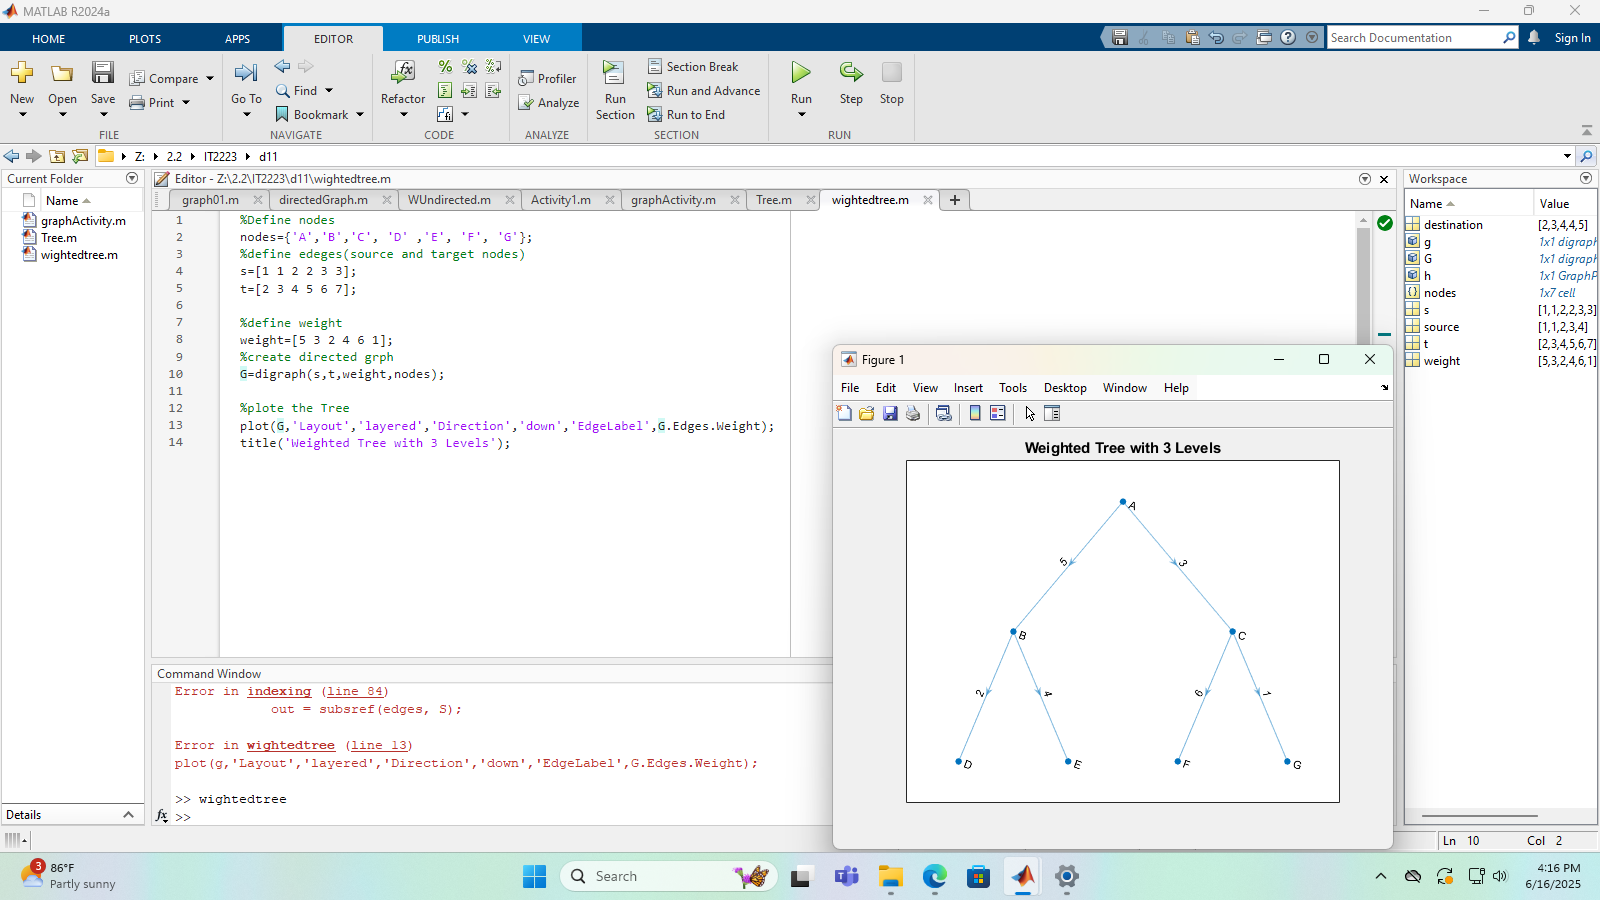 MATLAB R2024a
HOME PLOTS APPS EDITOR PUBLISH VIEW
Search Documentation Sign In
New Open Save Compare Print
FILE
Go To Find Bookmark
NAVIGATE
Refactor
CODE
Profiler Analyze
ANALYZE
Run Section Section Break Run and Advance Run to End
SECTION
Run Step Stop
RUN
Z: 2.2 IT2223 d11
Current Folder
Name
graphActivity.m
Tree.m
wightedtree.m
Details
Editor - Z:\2.2\IT2223\d11\wightedtree.m
graph01.m directedGraph.m WUndirected.m Activity1.m graphActivity.m Tree.m wightedtree.m
1 %Define nodes
2 nodes={'A','B','C', 'D' ,'E', 'F', 'G'};
3 %define edeges(source and target nodes)
4 s=[1 1 2 2 3 3];
5 t=[2 3 4 5 6 7];
6
7 %define weight
8 weight=[5 3 2 4 6 1];
9 %create directed grph
10 G=digraph(s,t,weight,nodes);
11
12 %plote the Tree
13 plot(G,'Layout','layered','Direction','down','EdgeLabel',G.Edges.Weight);
14 title('Weighted Tree with 3 Levels');
Command Window
Error in indexing (line 84)
out = subsref(edges, S);
Error in wightedtree (line 13)
plot(g,'Layout','layered','Direction','down','EdgeLabel',G.Edges.Weight);
>> wightedtree
fx >>
Figure 1
File Edit View Insert Tools Desktop Window Help
Weighted Tree with 3 Levels
A
5 3
B C
2 4 6 1
D E F G
Workspace
Name Value
destination [2,3,4,4,5]
g 1x1 digraph
G 1x1 digraph
h 1x1 GraphP
nodes 1x7 cell
s [1,1,2,2,3,3]
source [1,1,2,3,4]
t [2,3,4,5,6,7]
weight [5,3,2,4,6,1]
Ln 10 Col 2
3
86°F
Partly sunny
Search
4:16 PM
6/16/2025